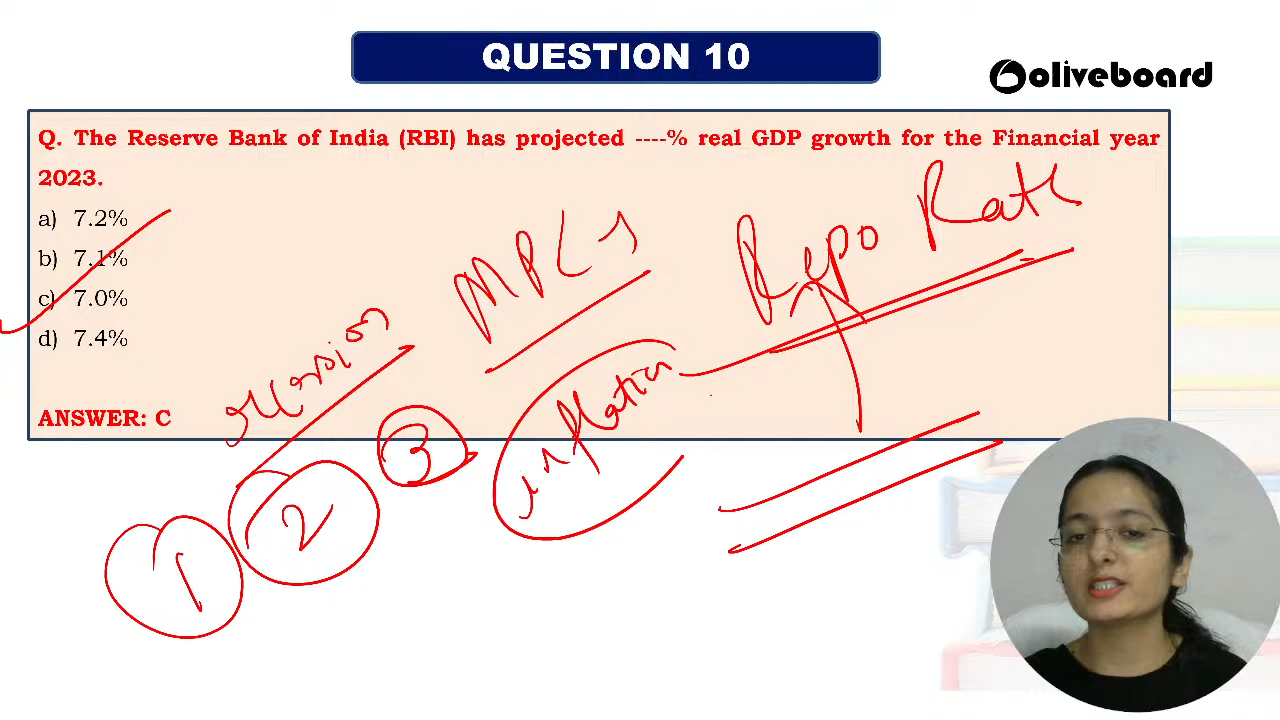 QUESTION 10
oliveboard
Q. The Reserve Bank of India (RBI) has projected ----% real GDP growth for the Financial year
2023.
a) 7.2%
b) 7.1%
c) 7.0%
d) 7.4%
ANSWER: C
Repo Rate
inflation
1
2
3